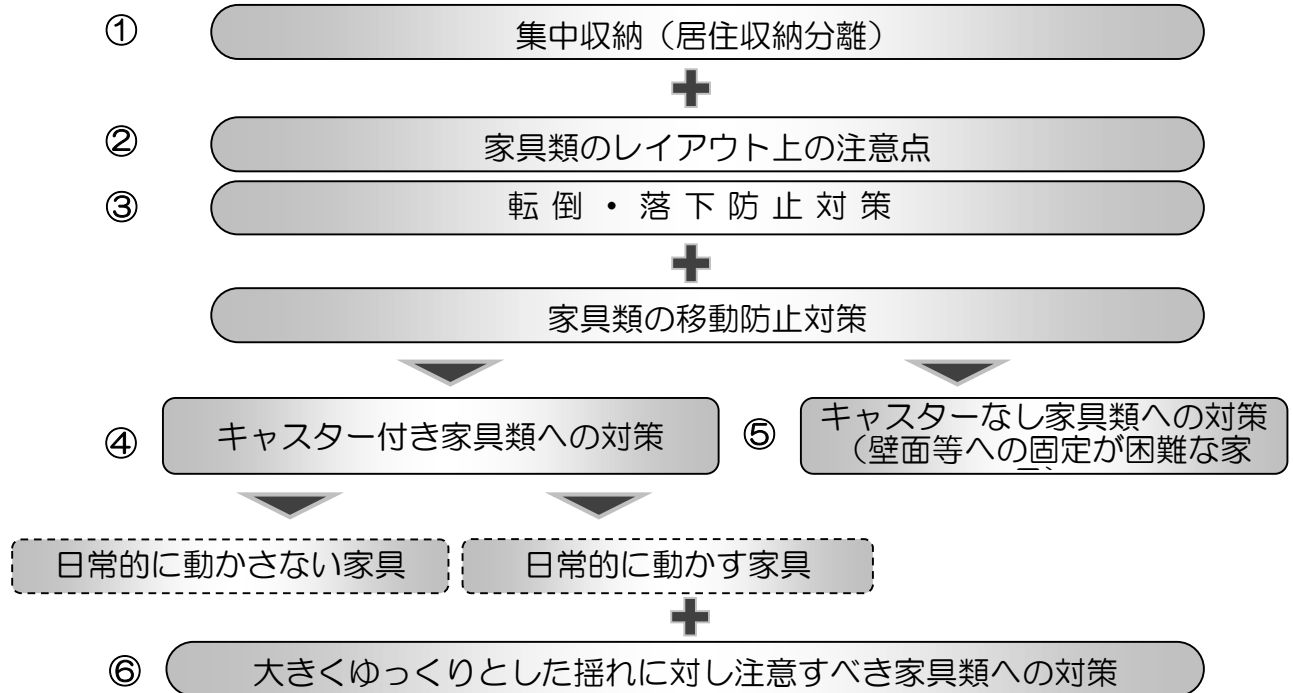 ① 集中収納（居住収納分離）
② 家具類のレイアウト上の注意点
③ 転倒・落下防止対策
家具類の移動防止対策
④ キャスター付き家具類への対策
⑤ キャスターなし家具類への対策
（壁面等への固定が困難な家
日常的に動かさない家具
日常的に動かす家具
⑥ 大きくゆっくりとした揺れに対し注意すべき家具類への対策